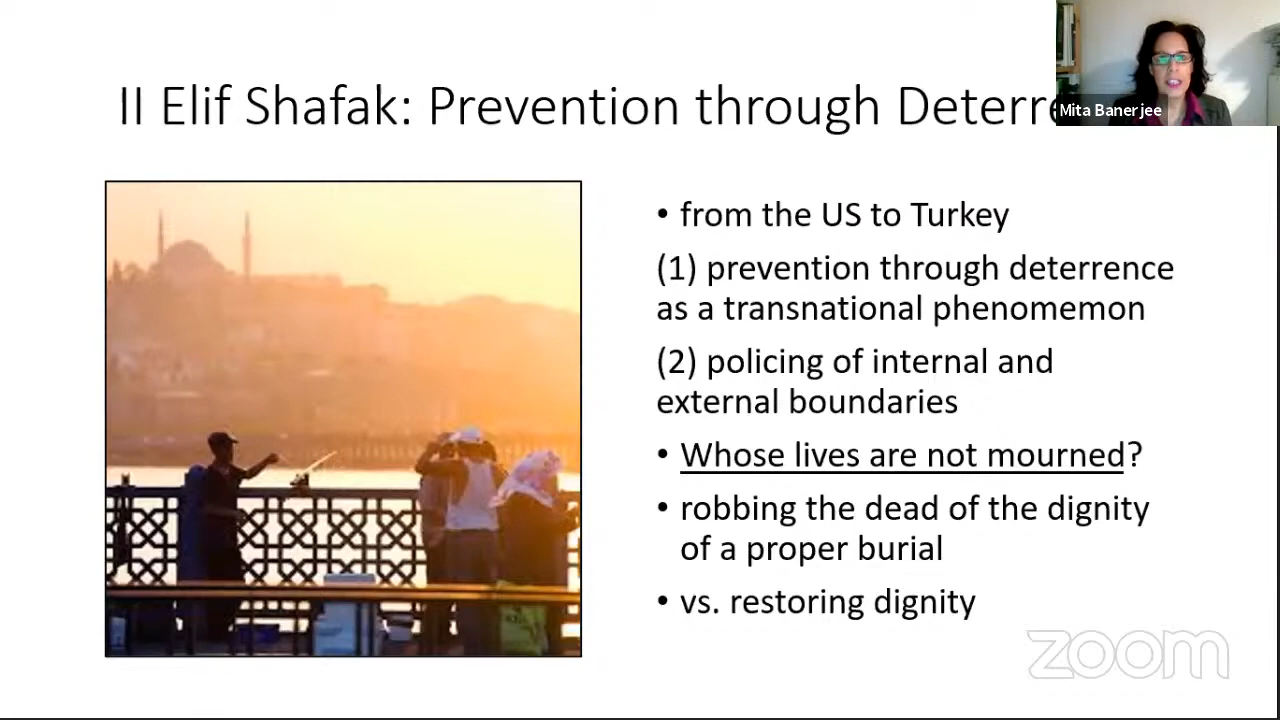 II Elif Shafak: Prevention through Deterre
Mita Banerjee
• from the US to Turkey
(1) prevention through deterrence
as a transnational phenomemon
(2) policing of internal and
external boundaries
• Whose lives are not mourned?
• robbing the dead of the dignity
of a proper burial
• vs. restoring dignity
zoom